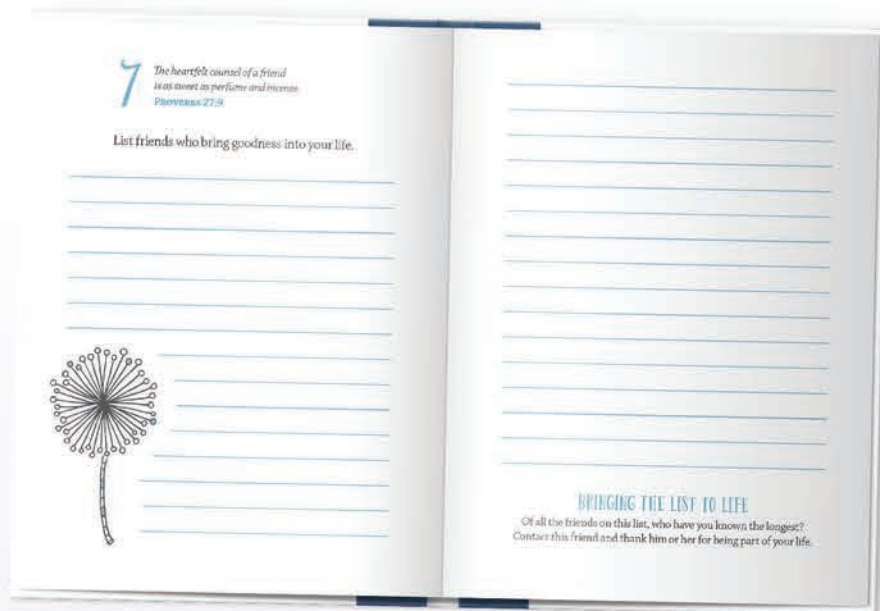 7
The heartfelt counsel of a friend
is as sweet as perfume and incense.
PROVERBS 27:9
List friends who bring goodness into your life.
BRINGING THE LIST TO LIFE
Of all the friends on this list, who have you known the longest?
Contact this friend and thank him or her for being part of your life.